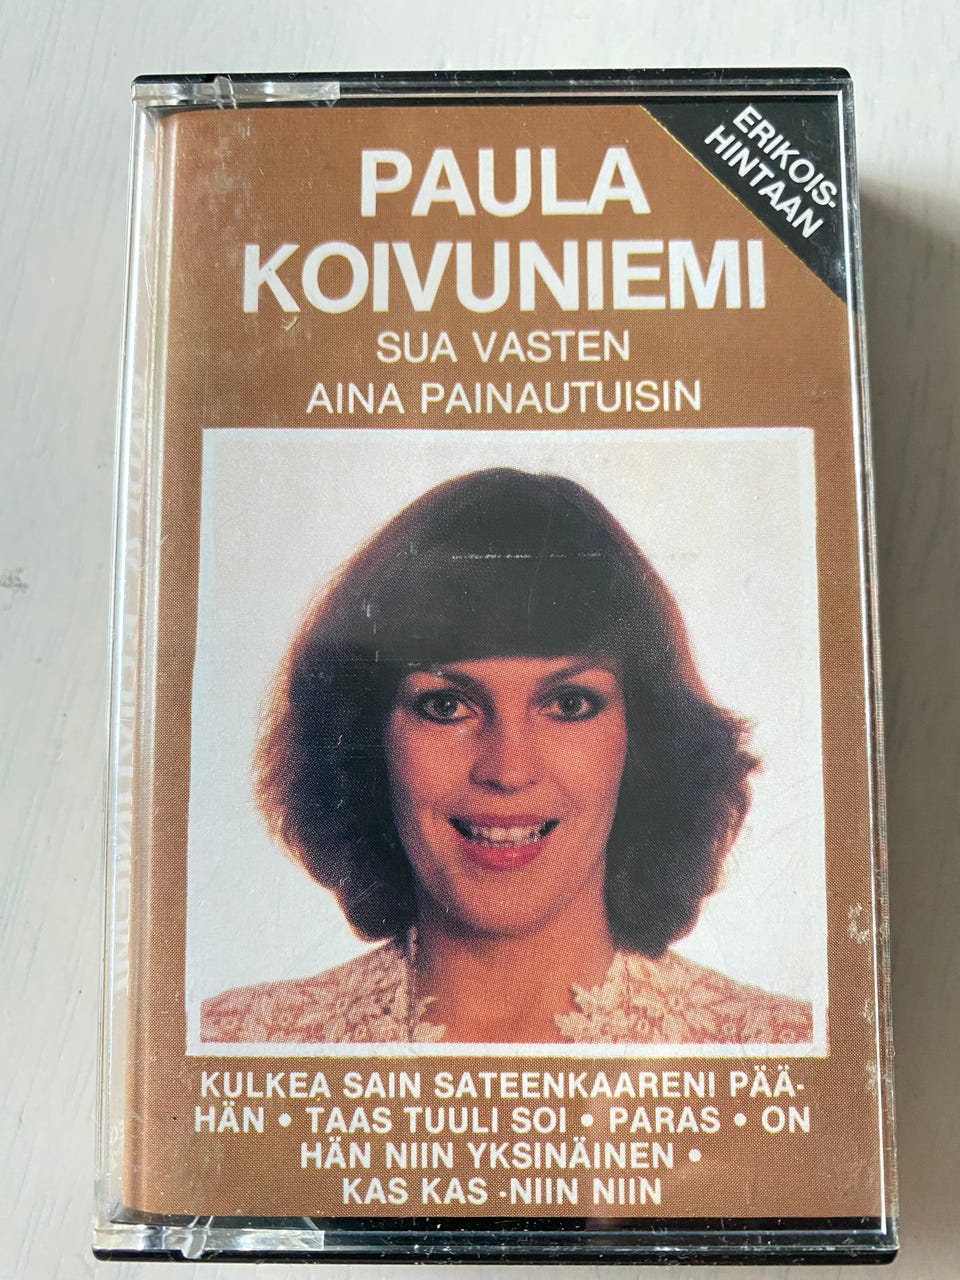 ERIKOIS-
HINTAAN
PAULA
KOIVUNIEMI
SUA VASTEN
AINA PAINAUTUISIN
KULKEA SAIN SATEENKAARENI PÄÄ-
HÄN • TAAS TUULI SOI • PARAS • ON
HÄN NIIN YKSINÄINEN •
KAS KAS -NIIN NIIN